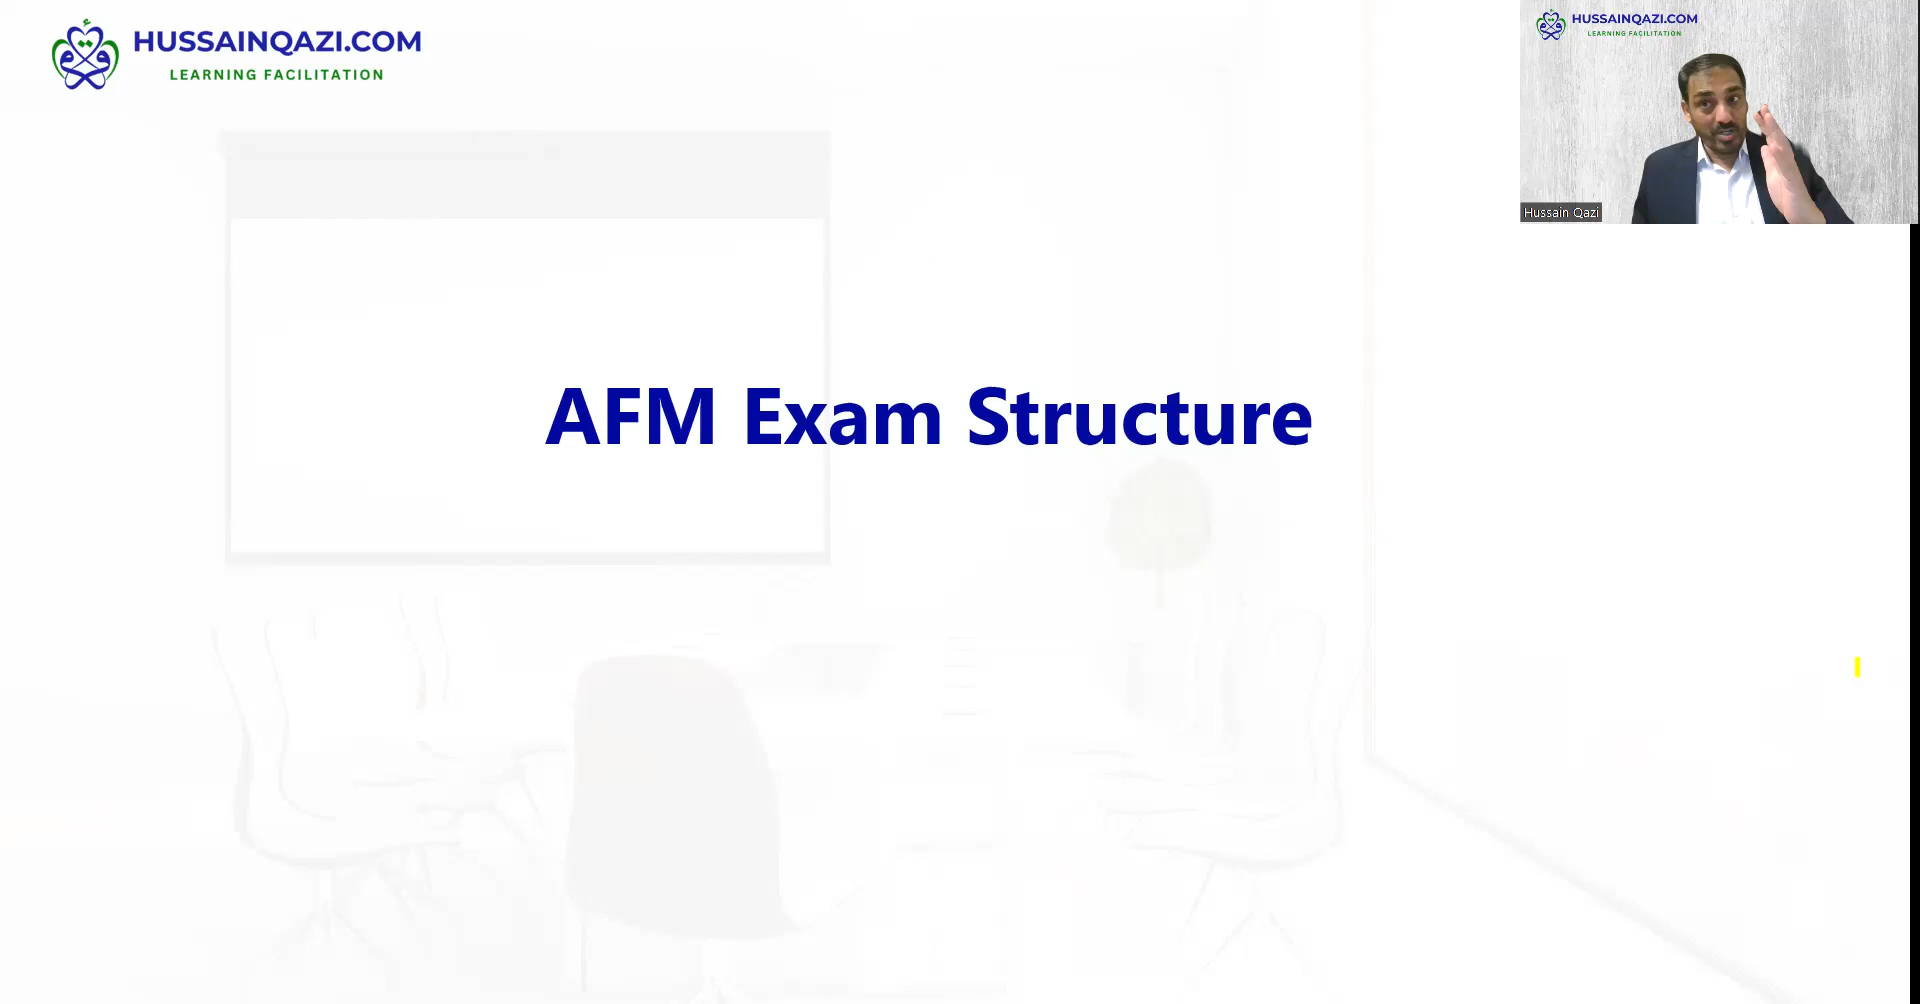 HUSSAINQAZI.COM
LEARNING FACILITATION
HUSSAINQAZI.COM
LEARNING FACILITATION
Hussain Qazi
AFM Exam Structure